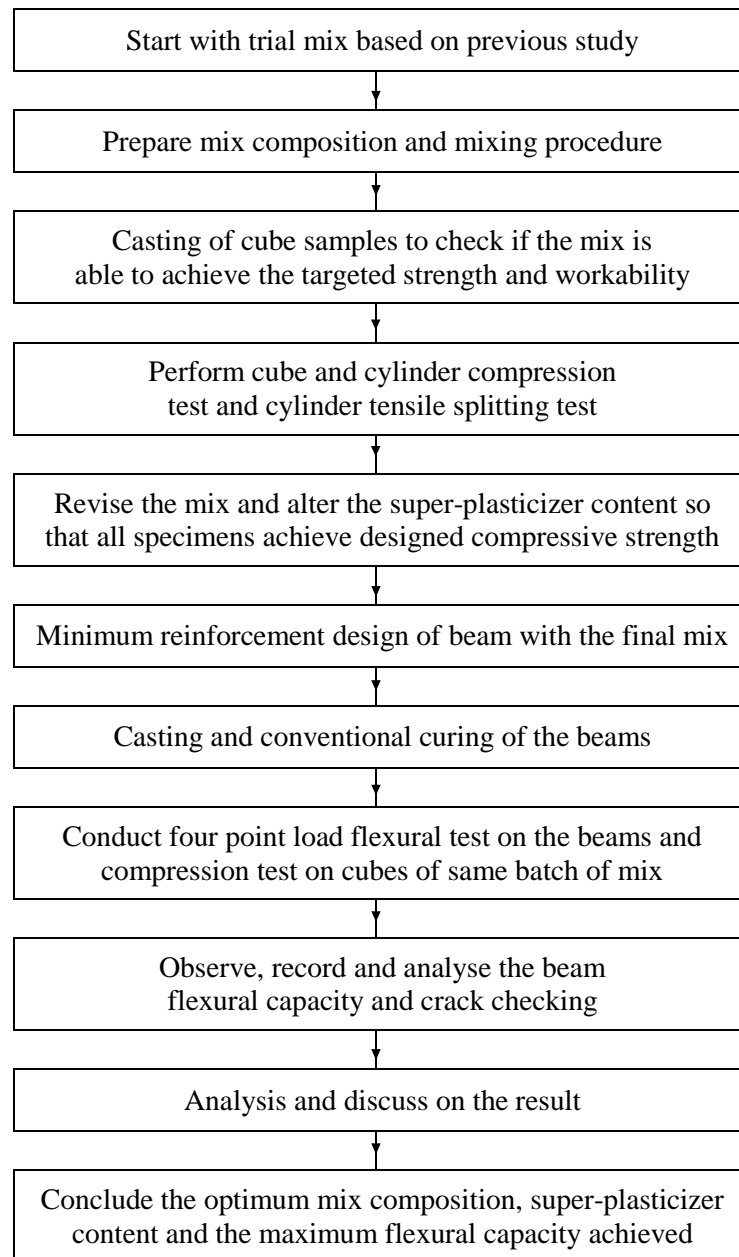 Start with trial mix based on previous study
Prepare mix composition and mixing procedure
Casting of cube samples to check if the mix is
able to achieve the targeted strength and workability
Perform cube and cylinder compression
test and cylinder tensile splitting test
Revise the mix and alter the super-plasticizer content so
that all specimens achieve designed compressive strength
Minimum reinforcement design of beam with the final mix
Casting and conventional curing of the beams
Conduct four point load flexural test on the beams and
compression test on cubes of same batch of mix
Observe, record and analyse the beam
flexural capacity and crack checking
Analysis and discuss on the result
Conclude the optimum mix composition, super-plasticizer
content and the maximum flexural capacity achieved